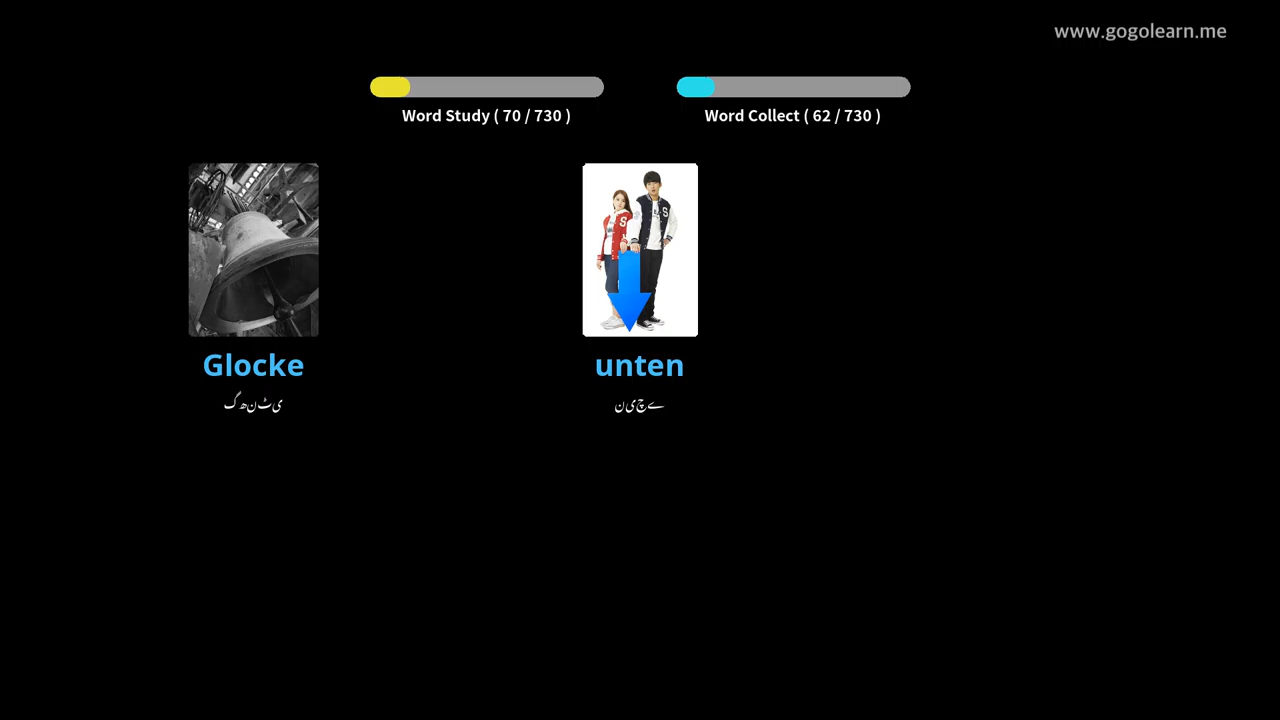 www.gogolearn.me
Word Study ( 70 / 730 )
Word Collect ( 62 / 730 )
Glocke
unten
گھنٹی
نیچے